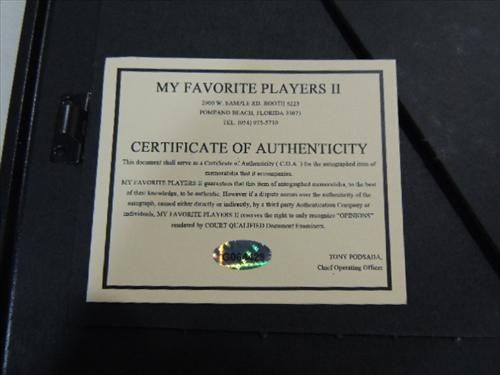 MY FAVORITE PLAYERS II
2900 W. SAMPLE RD. BOOTH 5225
POMPANO BEACH, FLORIDA 33073
TEL. (954) 975-5710
CERTIFICATE OF AUTHENTICITY
This document shall serve as a Certificate of Authenticity ( C.O.A. ) for the autographed item of
memorabilia that it accompanies.
MY FAVORITE PLAYERS II guarantees that this item of autographed memorabilia, to the best
of their knowledge, to be authentic. However if a dispute occurs over the authenticity of the
autograph, caused either directly or indirectly, by a third party Authentication Company or
individuals, MY FAVORITE PLAYERS II reserves the right to only recognize "OPINIONS"
rendered by COURT QUALIFIED Document Examiners.
TONY PODSADA,
Chief Operating Officer